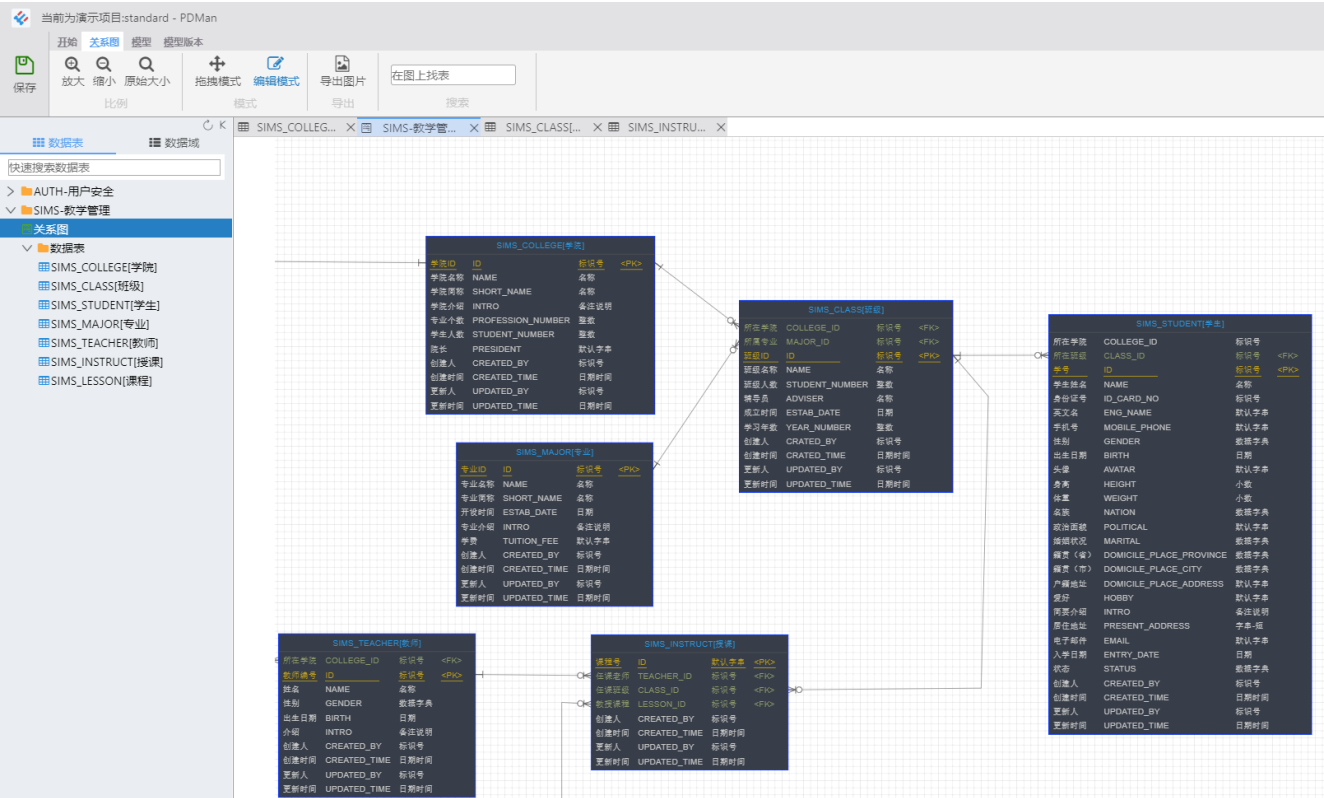 当前为演示项目:standard - PDMan
开始 关系图 模型 模型版本
保存
放大 缩小 原始大小 拖拽模式 编辑模式 导出图片 在图上找表
比例 模式 导出 搜索
SIMS_COLLEG... SIMS-教学管... SIMS_CLASS[... SIMS_INSTRU...
数据表 数据域
快速搜索数据表
AUTH-用户安全
SIMS-教学管理
关系图
数据表
SIMS_COLLEGE[学院]
SIMS_CLASS[班级]
SIMS_STUDENT[学生]
SIMS_MAJOR[专业]
SIMS_TEACHER[教师]
SIMS_INSTRUCT[授课]
SIMS_LESSON[课程]
SIMS_COLLEGE[学院]
学院ID ID 标识号 <PK>
学院名称 NAME 名称
学院简称 SHORT_NAME 名称
学院介绍 INTRO 备注说明
专业个数 PROFESSION_NUMBER 整数
学生人数 STUDENT_NUMBER 整数
院长 PRESIDENT 默认字串
创建人 CREATED_BY 标识号
创建时间 CREATED_TIME 日期时间
更新人 UPDATED_BY 标识号
更新时间 UPDATED_TIME 日期时间
SIMS_CLASS[班级]
所在学院 COLLEGE_ID 标识号 <FK>
所属专业 MAJOR_ID 标识号 <FK>
班级ID ID 标识号 <PK>
班级名称 NAME 名称
班级人数 STUDENT_NUMBER 整数
辅导员 ADVISER 名称
成立时间 ESTAB_DATE 日期
学习年数 YEAR_NUMBER 整数
创建人 CRATED_BY 标识号
创建时间 CRATED_TIME 日期时间
更新人 UPDATED_BY 标识号
更新时间 UPDATED_TIME 日期时间
SIMS_STUDENT[学生]
所在学院 COLLEGE_ID 标识号
所在班级 CLASS_ID 标识号 <FK>
学号 ID 标识号 <PK>
学生姓名 NAME 名称
身份证号 ID_CARD_NO 标识号
英文名 ENG_NAME 默认字串
手机号 MOBILE_PHONE 默认字串
性别 GENDER 数据字典
出生日期 BIRTH 日期
头像 AVATAR 默认字串
身高 HEIGHT 小数
体重 WEIGHT 小数
名族 NATION 数据字典
政治面貌 POLITICAL 默认字串
婚姻状况 MARITAL 数据字典
籍贯（省） DOMICILE_PLACE_PROVINCE 数据字典
籍贯（市） DOMICILE_PLACE_CITY 数据字典
户籍地址 DOMICILE_PLACE_ADDRESS 默认字串
爱好 HOBBY 默认字串
简要介绍 INTRO 备注说明
居住地址 PRESENT_ADDRESS 字串-短
电子邮件 EMAIL 默认字串
入学日期 ENTRY_DATE 日期
状态 STATUS 数据字典
创建人 CREATED_BY 标识号
创建时间 CREATED_TIME 日期时间
更新人 UPDATED_BY 标识号
更新时间 UPDATED_TIME 日期时间
SIMS_MAJOR[专业]
专业ID ID 标识号 <PK>
专业名称 NAME 名称
专业简称 SHORT_NAME 名称
开设时间 ESTAB_DATE 日期
专业介绍 INTRO 备注说明
学费 TUITION_FEE 默认字串
创建人 CREATED_BY 标识号
创建时间 CREATED_TIME 日期时间
更新人 UPDATED_BY 标识号
更新时间 UPDATED_TIME 日期时间
SIMS_TEACHER[教师]
所在学院 COLLEGE_ID 标识号 <FK>
教师编号 ID 标识号 <PK>
姓名 NAME 名称
性别 GENDER 数据字典
出生日期 BIRTH 日期
介绍 INTRO 备注说明
创建人 CREATED_BY 标识号
创建时间 CREATED_TIME 日期时间
更新人 UPDATED_BY 标识号
更新时间 UPDATED_TIME 日期时间
SIMS_INSTRUCT[授课]
课程号 ID 默认字串 <PK>
任课老师 TEACHER_ID 标识号 <FK>
任课班级 CLASS_ID 标识号 <FK>
教授课程 LESSON_ID 标识号 <FK>
创建人 CREATED_BY 标识号
创建时间 CREATED_TIME 日期时间
更新人 UPDATED_BY 标识号
更新时间 UPDATED_TIME 日期时间